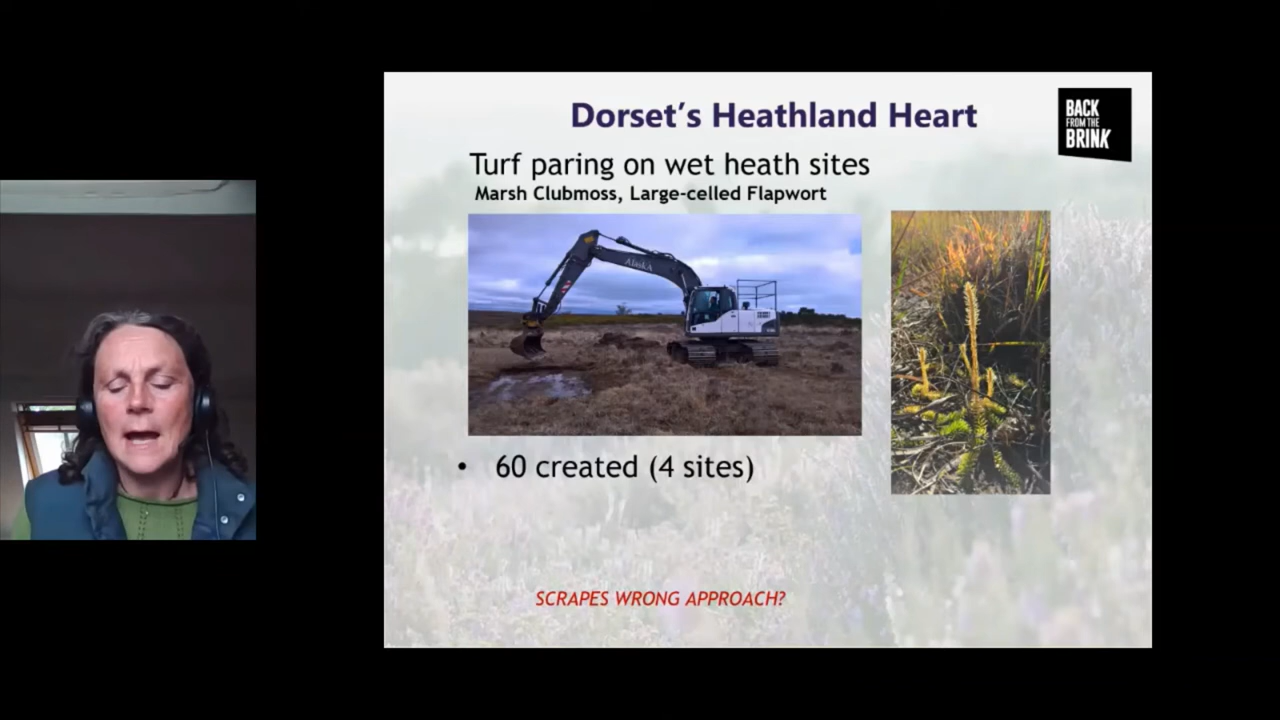 Dorset's Heathland Heart
BACK
FROM THE
BRINK
Turf paring on wet heath sites
Marsh Clubmoss, Large-celled Flapwort
Alaska
• 60 created (4 sites)
SCRAPES WRONG APPROACH?